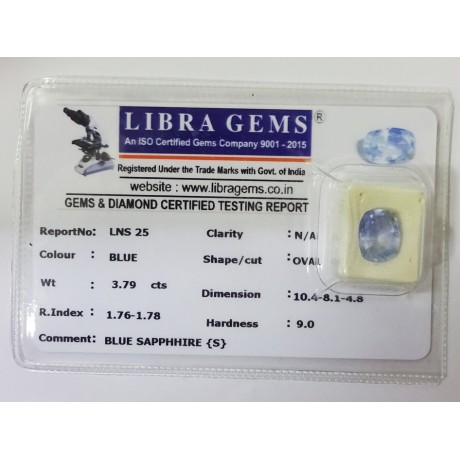 LIBRA GEMS ®
An ISO Certified Gems Company 9001 - 2015
Registered Under the Trade Marks with Govt. of India
website : www.libragems.co.in
GEMS & DIAMOND CERTIFIED TESTING REPORT
ReportNo: LNS 25 Clarity : N/A
Colour : BLUE Shape/cut : OVAL
Wt : 3.79 cts
Dimension :10.4-8.1-4.8
R.Index : 1.76-1.78
Hardness : 9.0
Comment: BLUE SAPPHHIRE {S}